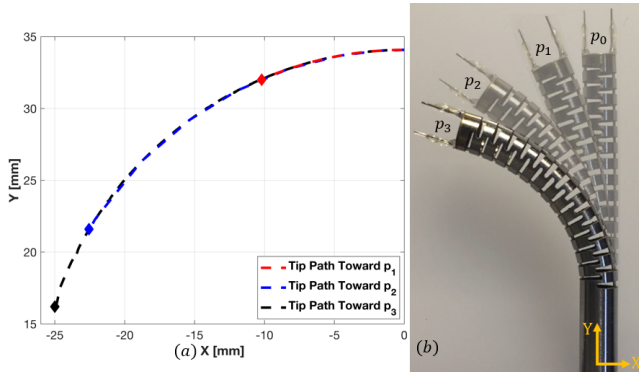 35
30
25
20
15
Y [mm]
-25
-20
-15
-10
-5
0
(a) X [mm]
Tip Path Toward p₁
Tip Path Toward p₂
Tip Path Toward p₃
p₀
p₁
p₂
p₃
Y
X
(b)